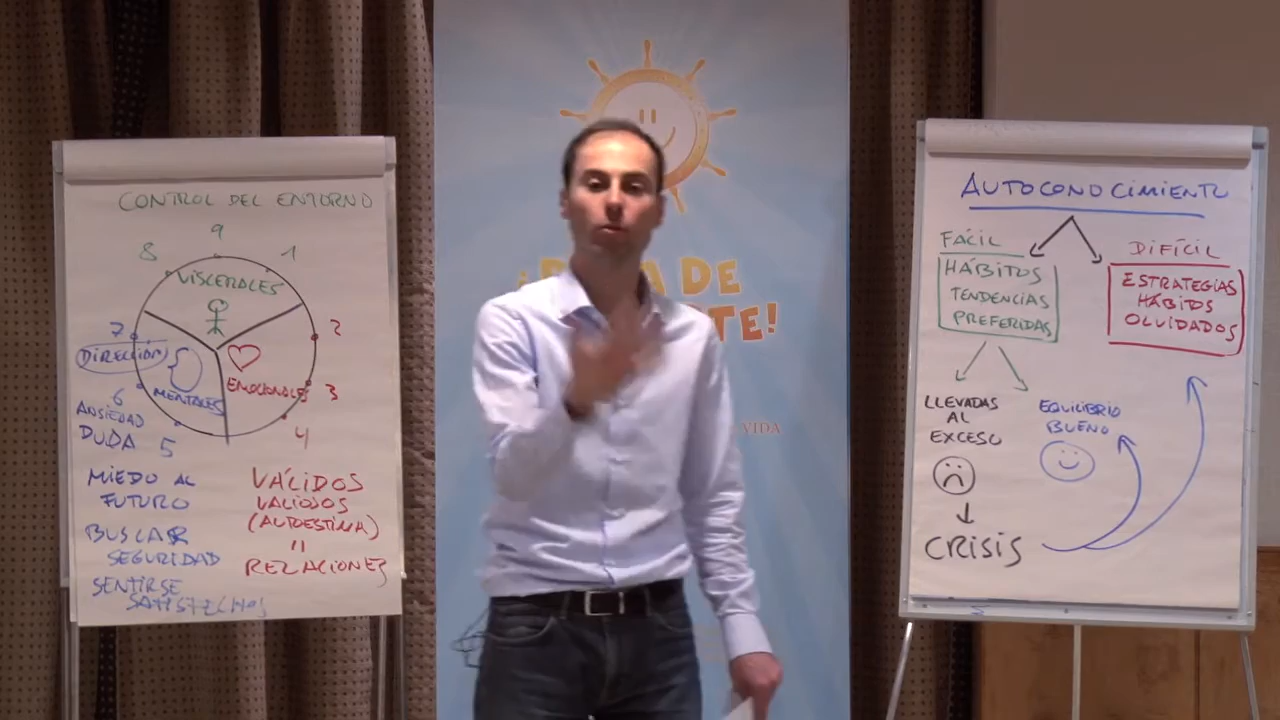 CONTROL DEL ENTORNO
9
8
1
VISCERALES
7
2
DIRECCIÓN
MENTALES
EMOCIONALES
3
6
ANSIEDAD
DUDA
5
4
MIEDO AL
FUTURO
BUSCAR
SEGURIDAD
SENTIRSE
SATISFECHOS
VÁLIDOS
VALIOSOS
(AUTOESTIMA)
RELACIONES
DE
TE!
VIDA
AUTOCONOCIMIENTO
FÁCIL
HÁBITOS
TENDENCIAS
PREFERIDAS
DIFÍCIL
ESTRATEGIAS
HÁBITOS
OLVIDADOS
LLEVADAS
AL
EXCESO
EQUILIBRIO
BUENO
CRISIS